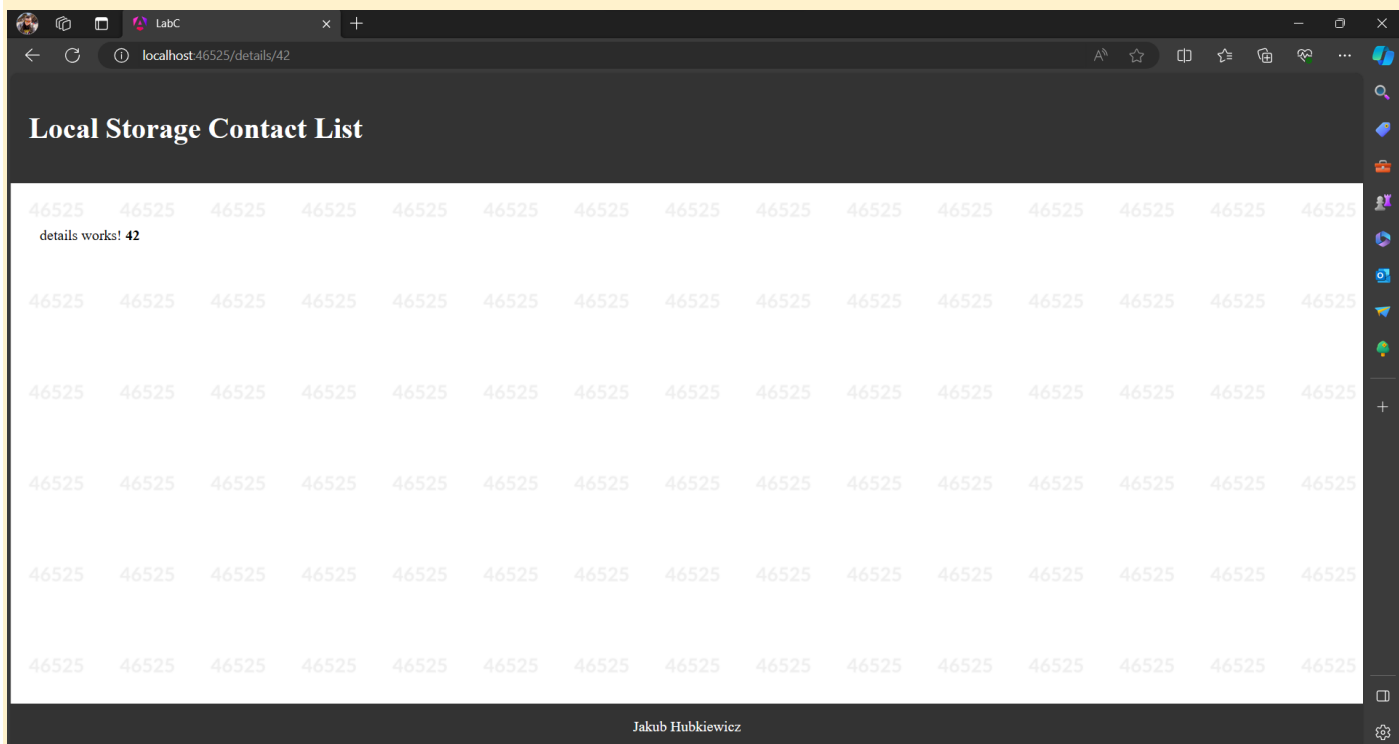 LabC
localhost:46525/details/42
Local Storage Contact List
46525 46525 46525 46525 46525 46525 46525 46525 46525 46525 46525 46525 46525 46525 46525
details works! 42
46525 46525 46525 46525 46525 46525 46525 46525 46525 46525 46525 46525 46525 46525 46525
46525 46525 46525 46525 46525 46525 46525 46525 46525 46525 46525 46525 46525 46525 46525
46525 46525 46525 46525 46525 46525 46525 46525 46525 46525 46525 46525 46525 46525 46525
46525 46525 46525 46525 46525 46525 46525 46525 46525 46525 46525 46525 46525 46525 46525
46525 46525 46525 46525 46525 46525 46525 46525 46525 46525 46525 46525 46525 46525 46525
Jakub Hubkiewicz